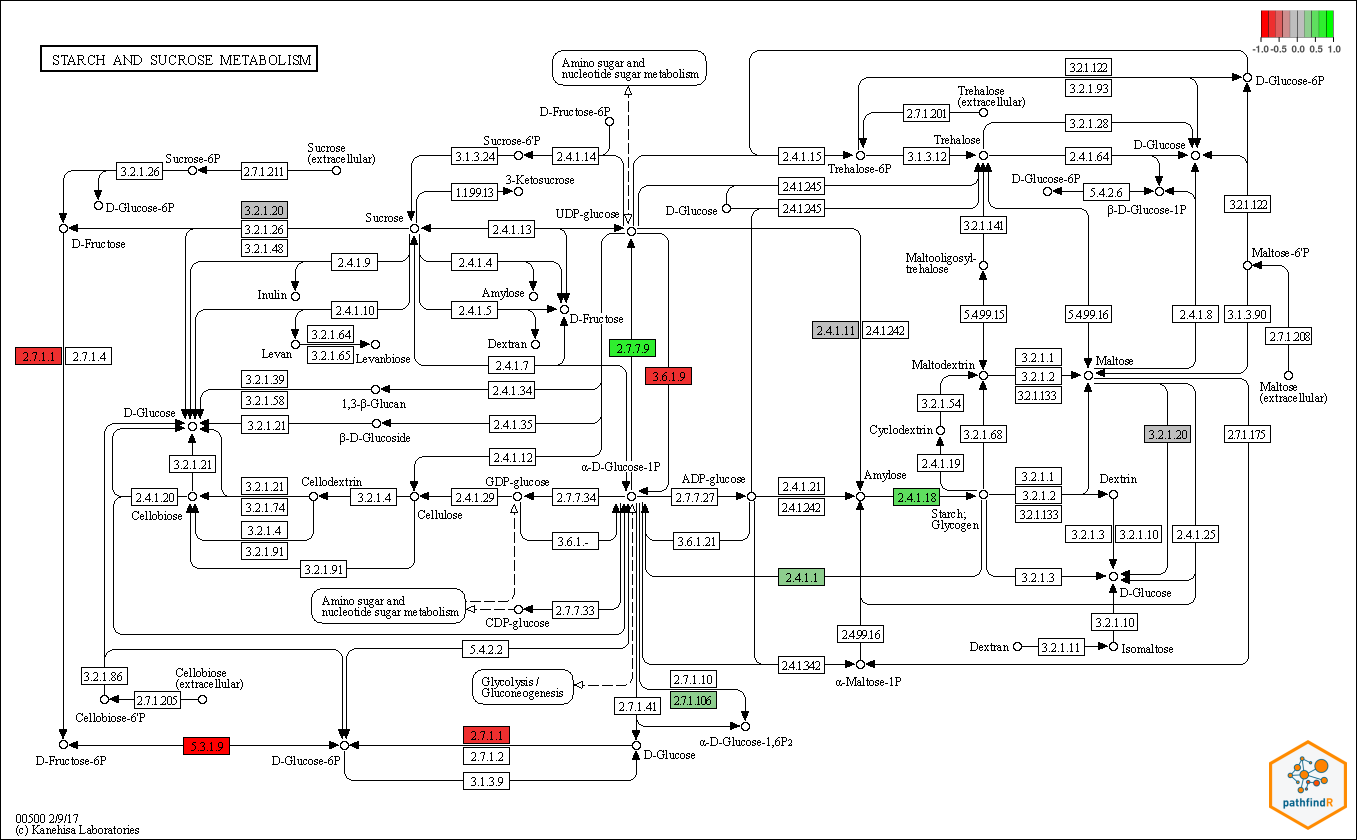 -1.0 -0.5 0.0 0.5 1.0
STARCH AND SUCROSE METABOLISM
Amino sugar and
nucleotide sugar metabolism
3.2.1.122
D-Glucose-6P
3.2.1.93
Trehalose
(extracellular)
2.7.1.201
D-Fructose-6P
3.2.1.28
Sucrose-6'P
3.1.3.24
2.4.1.14
2.4.1.15
Trehalose-6P
3.1.3.12
Trehalose
2.4.1.64
D-Glucose
Sucrose
(extracellular)
Sucrose-6P
3.2.1.26
2.7.1.211
D-Glucose-6P
1.1.99.13
3-Ketosucrose
2.4.1.245
D-Glucose
2.4.1.245
D-Glucose-6P
5.4.2.6
β-D-Glucose-1P
3.2.1.122
3.2.1.20
3.2.1.26
3.2.1.48
D-Fructose
Sucrose
2.4.1.13
UDP-glucose
3.2.1.141
Maltooligosyl-
trehalose
Maltose-6'P
2.4.1.9
2.4.1.4
Inulin
Amylose
2.4.1.10
2.4.1.5
D-Fructose
5.4.99.15
5.4.99.16
2.4.1.8
3.1.3.90
2.7.1.208
3.2.1.64
3.2.1.65
Levan
Levanbiose
Dextran
2.4.1.11
2.4.1.242
2.7.1.1
2.7.1.4
2.7.7.9
3.6.1.9
2.4.1.7
Maltodextrin
3.2.1.1
3.2.1.2
3.2.1.133
Maltose
Maltose
(extracellular)
3.2.1.39
3.2.1.58
1,3-β-Glucan
2.4.1.34
3.2.1.54
D-Glucose
3.2.1.21
β-D-Glucoside
2.4.1.35
Cyclodextrin
3.2.1.68
3.2.1.20
2.7.1.175
2.4.1.12
3.2.1.21
2.4.1.19
α-D-Glucose-1P
ADP-glucose
Amylose
Cellodextrin
GDP-glucose
2.4.1.20
Cellobiose
3.2.1.21
3.2.1.74
3.2.1.4
3.2.1.91
3.2.1.4
Cellulose
2.4.1.29
2.7.7.34
2.7.7.27
2.4.1.21
2.4.1.242
2.4.1.18
Starch;
Glycogen
3.2.1.1
3.2.1.2
3.2.1.133
Dextrin
3.2.1.3
3.2.1.10
2.4.1.25
3.6.1.-
3.6.1.21
3.2.1.91
2.4.1.1
3.2.1.3
D-Glucose
Amino sugar and
nucleotide sugar metabolism
2.7.7.33
CDP-glucose
3.2.1.10
2.4.99.16
5.4.2.2
Dextran
3.2.1.11
Isomaltose
2.4.1.342
α-Maltose-1P
3.2.1.86
Cellobiose
(extracellular)
2.7.1.205
Cellobiose-6'P
Glycolysis /
Gluconeogenesis
2.7.1.10
2.7.1.106
2.7.1.41
α-D-Glucose-1,6P2
2.7.1.1
2.7.1.2
3.1.3.9
D-Glucose
5.3.1.9
D-Fructose-6P
D-Glucose-6P
pathfindR
00500 2/9/17
(c) Kanehisa Laboratories